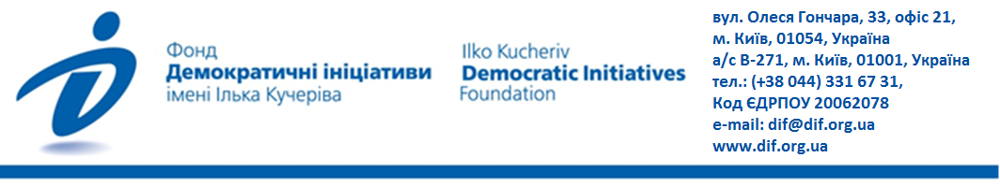 Фонд
Демократичні ініціативи
імені Ілька Кучеріва
Ilko Kucheriv
Democratic Initiatives
Foundation
вул. Олеся Гончара, 33, офіс 21,
м. Київ, 01054, Україна
а/с В-271, м. Київ, 01001, Україна
тел.: (+38 044) 331 67 31,
Код ЄДРПОУ 20062078
e-mail: dif@dif.org.ua
www.dif.org.ua